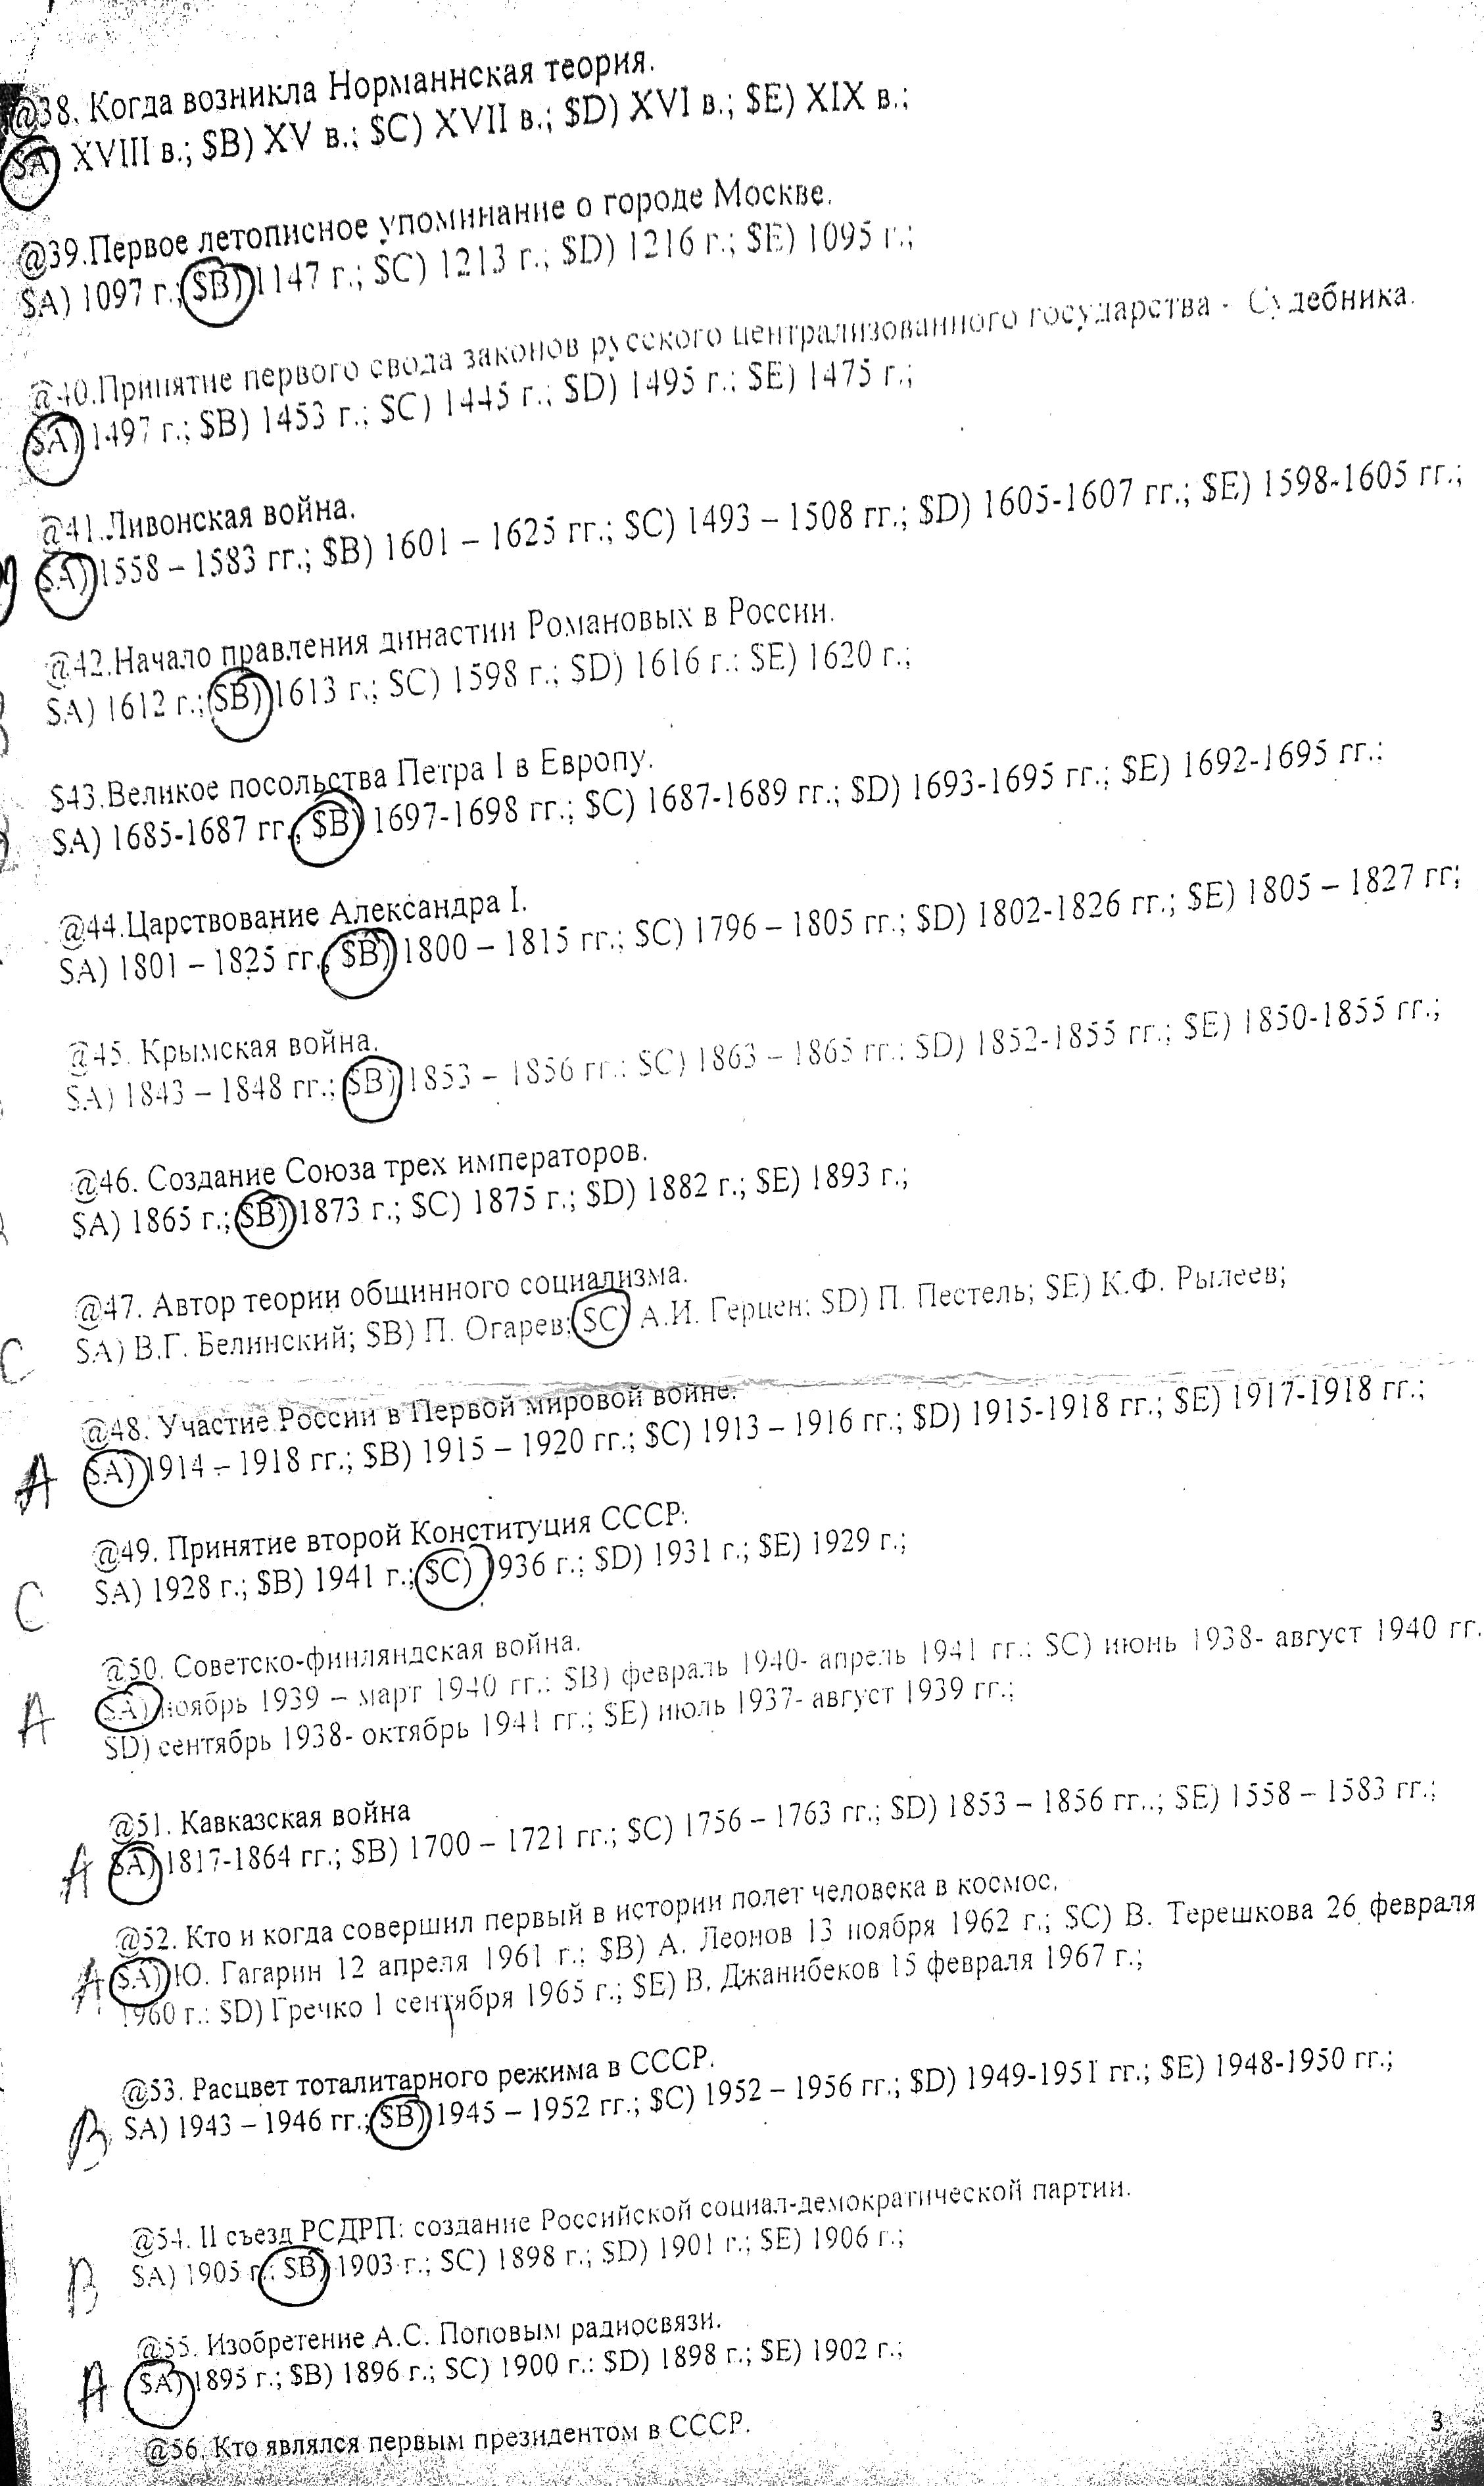 @38. Когда возникла Норманнская теория.
$A) XVIII в.; $B) XV в.; $C) XVII в.; $D) XVI в.; $E) XIX в.;
@39.Первое летописное упоминание о городе Москве.
$A) 1097 г.; $B) 1147 г.; $C) 1213 г.; $D) 1216 г.; $E) 1095 г.;
@40.Принятие первого свода законов русского централизованного государства - Судебника.
$A) 1497 г.; $B) 1453 г.; $C) 1445 г.; $D) 1495 г.; $E) 1475 г.;
@41.Ливонская война.
$A) 1558 – 1583 гг.; $B) 1601 – 1625 гг.; $C) 1493 – 1508 гг.; $D) 1605-1607 гг.; $E) 1598-1605 гг.;
@42.Начало правления династии Романовых в России.
$A) 1612 г.; $B) 1613 г.; $C) 1598 г.; $D) 1616 г.; $E) 1620 г.;
$43.Великое посольства Петра I в Европу.
$A) 1685-1687 гг.; $B) 1697-1698 гг.; $C) 1687-1689 гг.; $D) 1693-1695 гг.; $E) 1692-1695 гг.;
@44.Царствование Александра I.
$A) 1801 – 1825 гг.; $B) 1800 – 1815 гг.; $C) 1796 – 1805 гг.; $D) 1802-1826 гг.; $E) 1805 – 1827 гг;
@45. Крымская война.
$A) 1843 – 1848 гг.; $B) 1853 – 1856 гг.; $C) 1863 – 1865 гг.; $D) 1852-1855 гг.; $E) 1850-1855 гг.;
@46. Создание Союза трех императоров.
$A) 1865 г.; $B) 1873 г.; $C) 1875 г.; $D) 1882 г.; $E) 1893 г.;
@47. Автор теории общинного социализма.
C $A) В.Г. Белинский; $B) П. Огарев; $C) А.И. Герцен; $D) П. Пестель; $E) К.Ф. Рылеев;
@48. Участие России в Первой мировой войне.
A $A) 1914 – 1918 гг.; $B) 1915 – 1920 гг.; $C) 1913 – 1916 гг.; $D) 1915-1918 гг.; $E) 1917-1918 гг.;
@49. Принятие второй Конституция СССР.
C $A) 1928 г.; $B) 1941 г.; $C) 1936 г.; $D) 1931 г.; $E) 1929 г.;
@50. Советско-финляндская война.
A $A) ноябрь 1939 – март 1940 гг.; $B) февраль 1940- апрель 1941 гг.; $C) июнь 1938- август 1940 гг.
$D) сентябрь 1938- октябрь 1941 гг.; $E) июль 1937- август 1939 гг.;
@51. Кавказская война
A $A) 1817-1864 гг.; $B) 1700 – 1721 гг.; $C) 1756 – 1763 гг.; $D) 1853 – 1856 гг..; $E) 1558 – 1583 гг.;
@52. Кто и когда совершил первый в истории полет человека в космос.
A $A) Ю. Гагарин 12 апреля 1961 г.; $B) А. Леонов 13 ноября 1962 г.; $C) В. Терешкова 26 февраля
1960 г.; $D) Гречко 1 сентября 1965 г.; $E) В. Джанибеков 15 февраля 1967 г.;
@53. Расцвет тоталитарного режима в СССР.
B $A) 1943 – 1946 гг.; $B) 1945 – 1952 гг.; $C) 1952 – 1956 гг.; $D) 1949-1951 гг.; $E) 1948-1950 гг.;
@54. II съезд РСДРП: создание Российской социал-демократической партии.
B $A) 1905 г.; $B) 1903 г.; $C) 1898 г.; $D) 1901 г.; $E) 1906 г.;
@55. Изобретение А.С. Поповым радиосвязи.
A $A) 1895 г.; $B) 1896 г.; $C) 1900 г.; $D) 1898 г.; $E) 1902 г.;
@56. Кто являлся первым президентом в СССР.
3